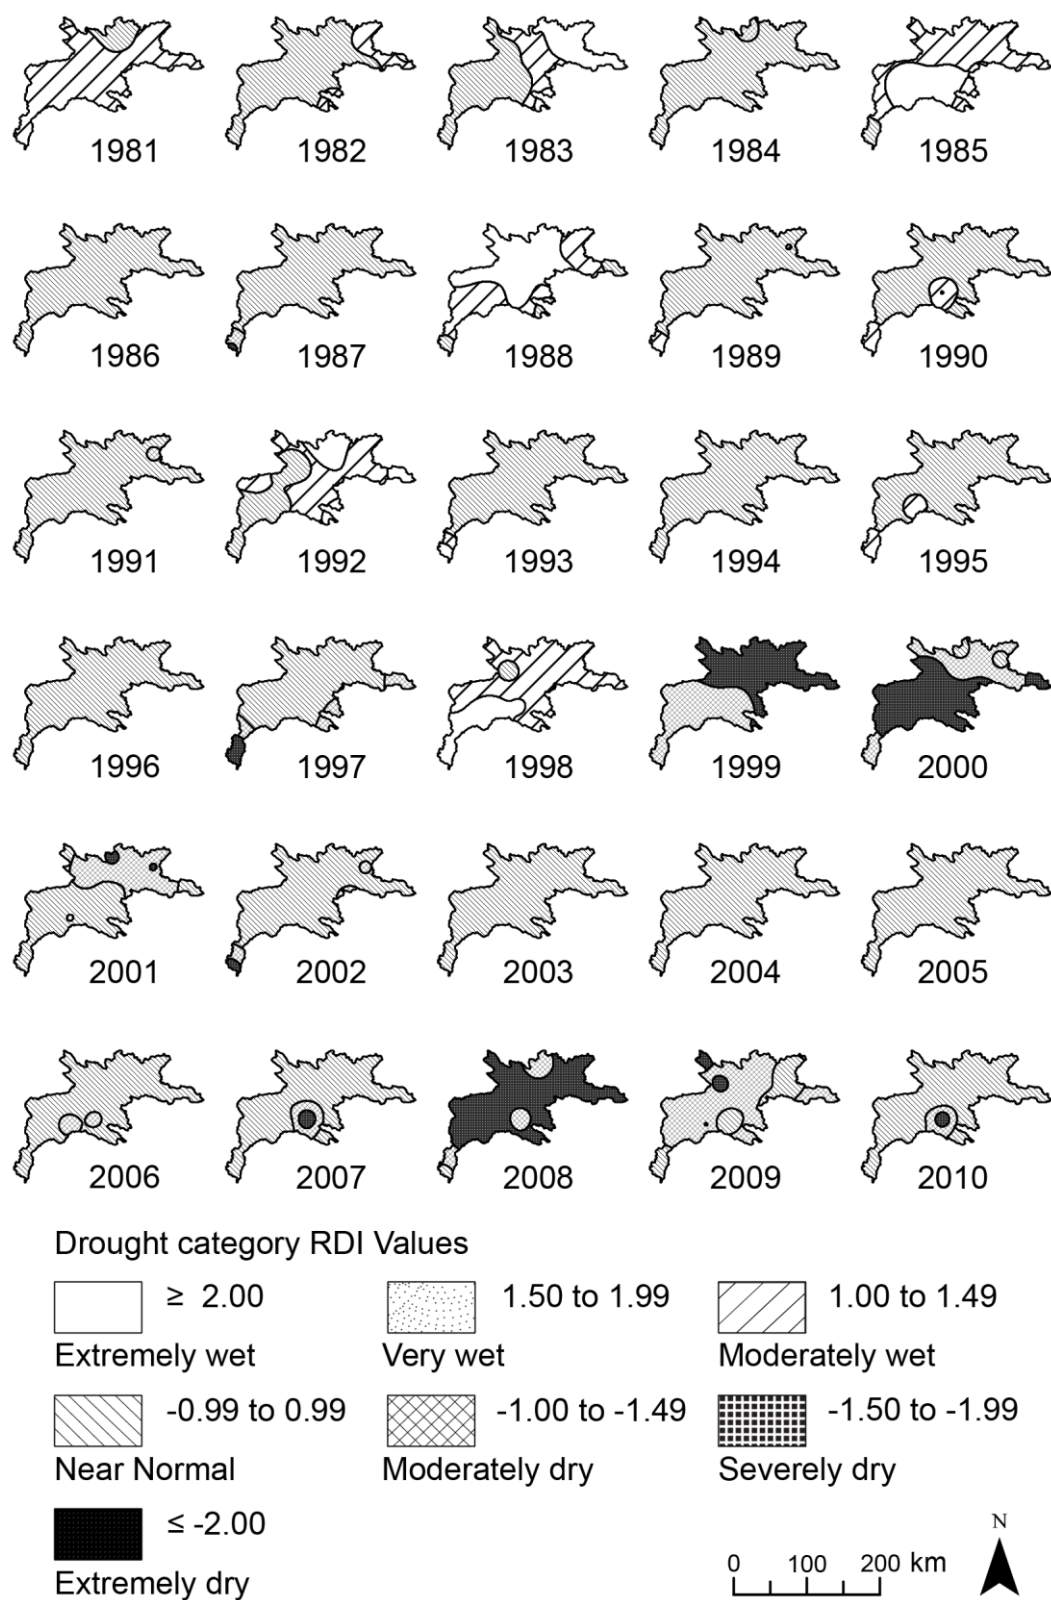 1981 1982 1983 1984 1985
1986 1987 1988 1989 1990
1991 1992 1993 1994 1995
1996 1997 1998 1999 2000
2001 2002 2003 2004 2005
2006 2007 2008 2009 2010
Drought category RDI Values
≥ 2.00 1.50 to 1.99 1.00 to 1.49
Extremely wet Very wet Moderately wet
-0.99 to 0.99 -1.00 to -1.49 -1.50 to -1.99
Near Normal Moderately dry Severely dry
≤ -2.00
Extremely dry
N
0 100 200 km